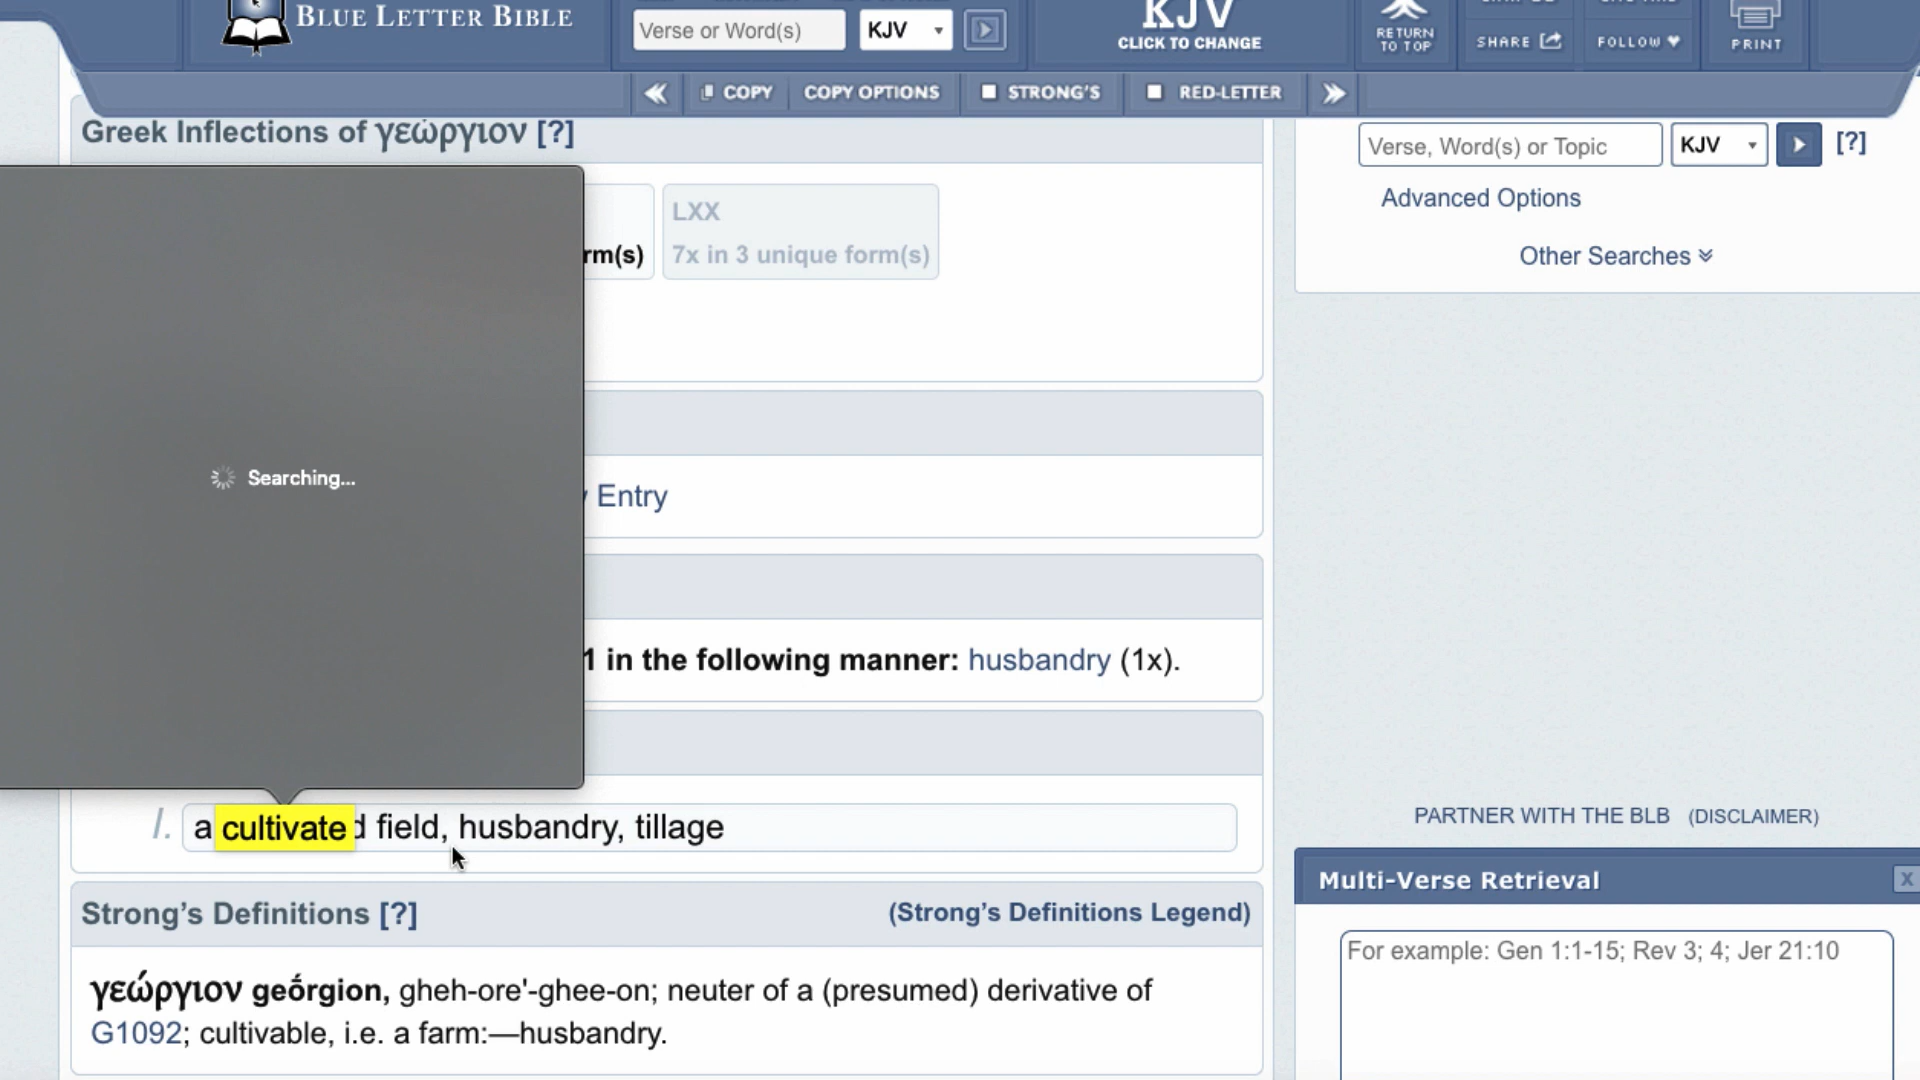 BLUE LETTER BIBLE
Verse or Word(s)
KJV
KJV
CLICK TO CHANGE
RETURN
TO TOP
SHARE
FOLLOW
PRINT
COPY
COPY OPTIONS
STRONG'S
RED-LETTER
Greek Inflections of γεώργιον [?]
rm(s)
LXX
7x in 3 unique form(s)
Verse, Word(s) or Topic
KJV
[?]
Advanced Options
Other Searches
Searching...
Entry
1 in the following manner: husbandry (1x).
I. a cultivated field, husbandry, tillage
Strong’s Definitions [?]
(Strong’s Definitions Legend)
γεώργιον geṓrgion, gheh-ore'-ghee-on; neuter of a (presumed) derivative of
G1092; cultivable, i.e. a farm:—husbandry.
PARTNER WITH THE BLB (DISCLAIMER)
Multi-Verse Retrieval
X
For example: Gen 1:1-15; Rev 3; 4; Jer 21:10